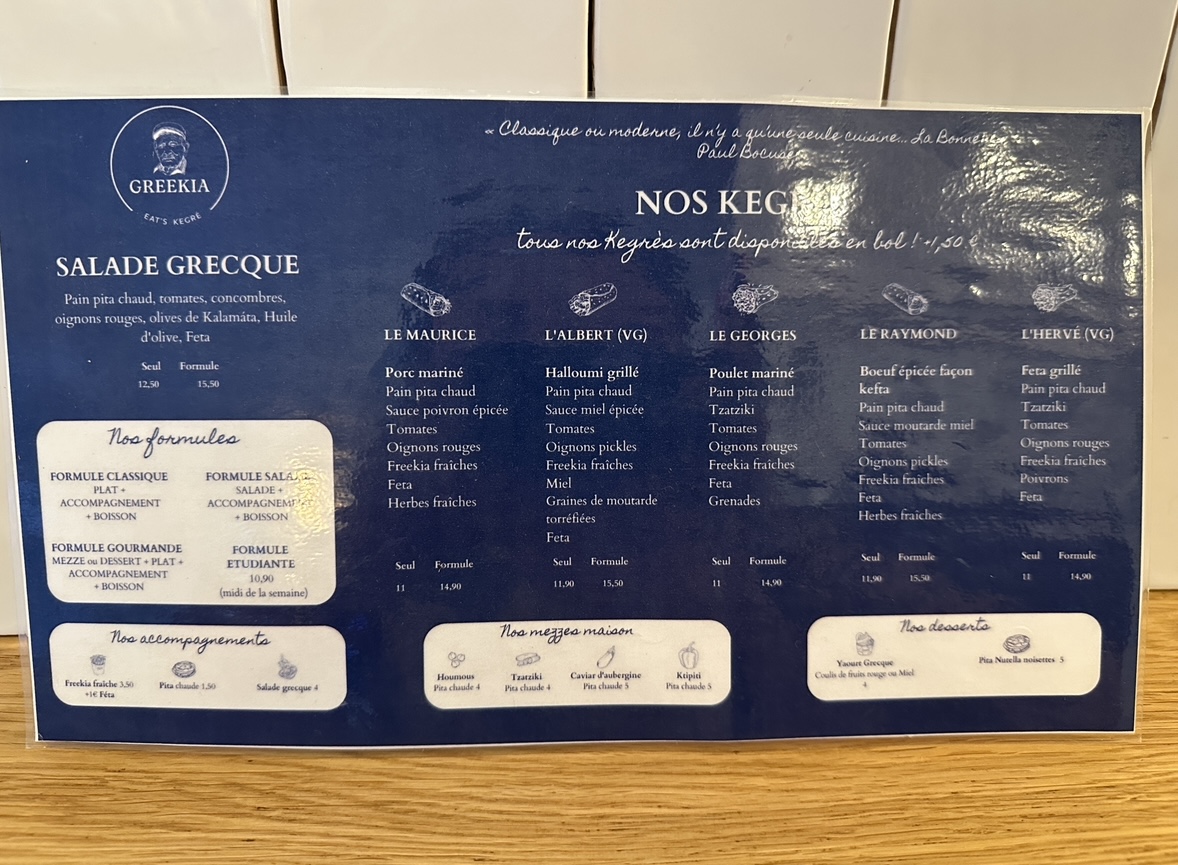 GREEKIA
EAT'S KEGRÈ
SALADE GRECQUE
Pain pita chaud, tomates, concombres,
oignons rouges, olives de Kalamáta, Huile
d'olive, Feta
Seul Formule
12,50 15,50
Nos formules
FORMULE CLASSIQUE
PLAT +
ACCOMPAGNEMENT
+ BOISSON
FORMULE SALADE
SALADE +
ACCOMPAGNEMENT
+ BOISSON
FORMULE GOURMANDE
MEZZE ou DESSERT + PLAT +
ACCOMPAGNEMENT
+ BOISSON
FORMULE
ETUDIANTE
10,90
(midi de la semaine)
Nos accompagnements
Freekia fraîche 3,50
+1€ Féta
Pita chaude 1,50
Salade grecque 4
« Classique ou moderne, il n'y a qu'une seule cuisine... La Bonne
Paul Bocuse
NOS
tous nos Kegrès sont disponibles en bol ! +1,50 €
LE MAURICE
Porc mariné
Pain pita chaud
Sauce poivron épicée
Tomates
Oignons rouges
Freekia fraîches
Feta
Herbes fraîches
Seul Formule
11 14,90
L'ALBERT (VG)
Halloumi grillé
Pain pita chaud
Sauce miel épicée
Tomates
Oignons pickles
Freekia fraîches
Miel
Graines de moutarde
torréfiées
Feta
Seul Formule
11,90 15,50
LE GEORGES
Poulet mariné
Pain pita chaud
Tzatziki
Tomates
Oignons rouges
Freekia fraîches
Feta
Grenades
Seul Formule
11 14,90
LE RAYMOND
Boeuf épicée façon
kefta
Pain pita chaud
Sauce moutarde miel
Tomates
Oignons pickles
Freekia fraîches
Feta
Herbes fraîches
Seul Formule
11,90 15,50
L'HERVÉ (VG)
Feta grillé
Pain pita chaud
Tzatziki
Tomates
Oignons rouges
Freekia fraîches
Poivrons
Feta
Seul Formule
11 14,90
Nos mezzes maison
Houmous
Pita chaude 4
Tzatziki
Pita chaude 4
Caviar d'aubergine
Pita chaude 5
Ktipiti
Pita chaude 5
Nos desserts
Yaourt Grecque
Coulis de fruits rouge ou Miel
4
Pita Nutella noisettes 5